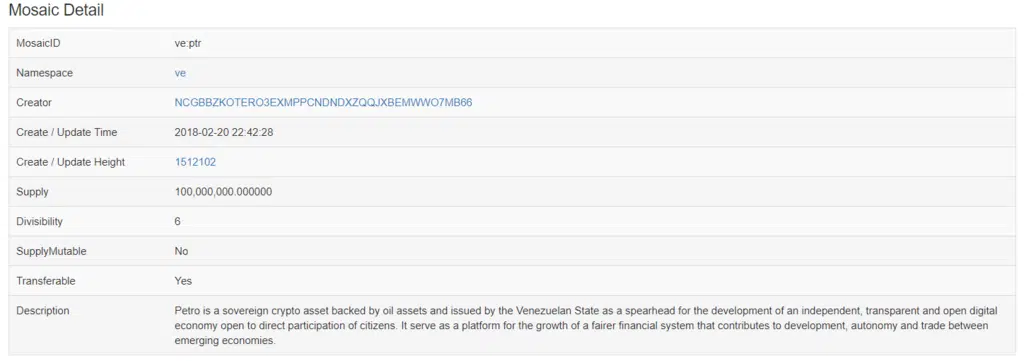 Mosaic Detail
MosaicID ve:ptr
Namespace ve
Creator NCGBBZKOTERO3EXMPPCNDNDXZQQJXBEMWWO7MB66
Create / Update Time 2018-02-20 22:42:28
Create / Update Height 1512102
Supply 100,000,000.000000
Divisibility 6
SupplyMutable No
Transferable Yes
Description Petro is a sovereign crypto asset backed by oil assets and issued by the Venezuelan State as a spearhead for the development of an independent, transparent and open digital
economy open to direct participation of citizens. It serve as a platform for the growth of a fairer financial system that contributes to development, autonomy and trade between
emerging economies.